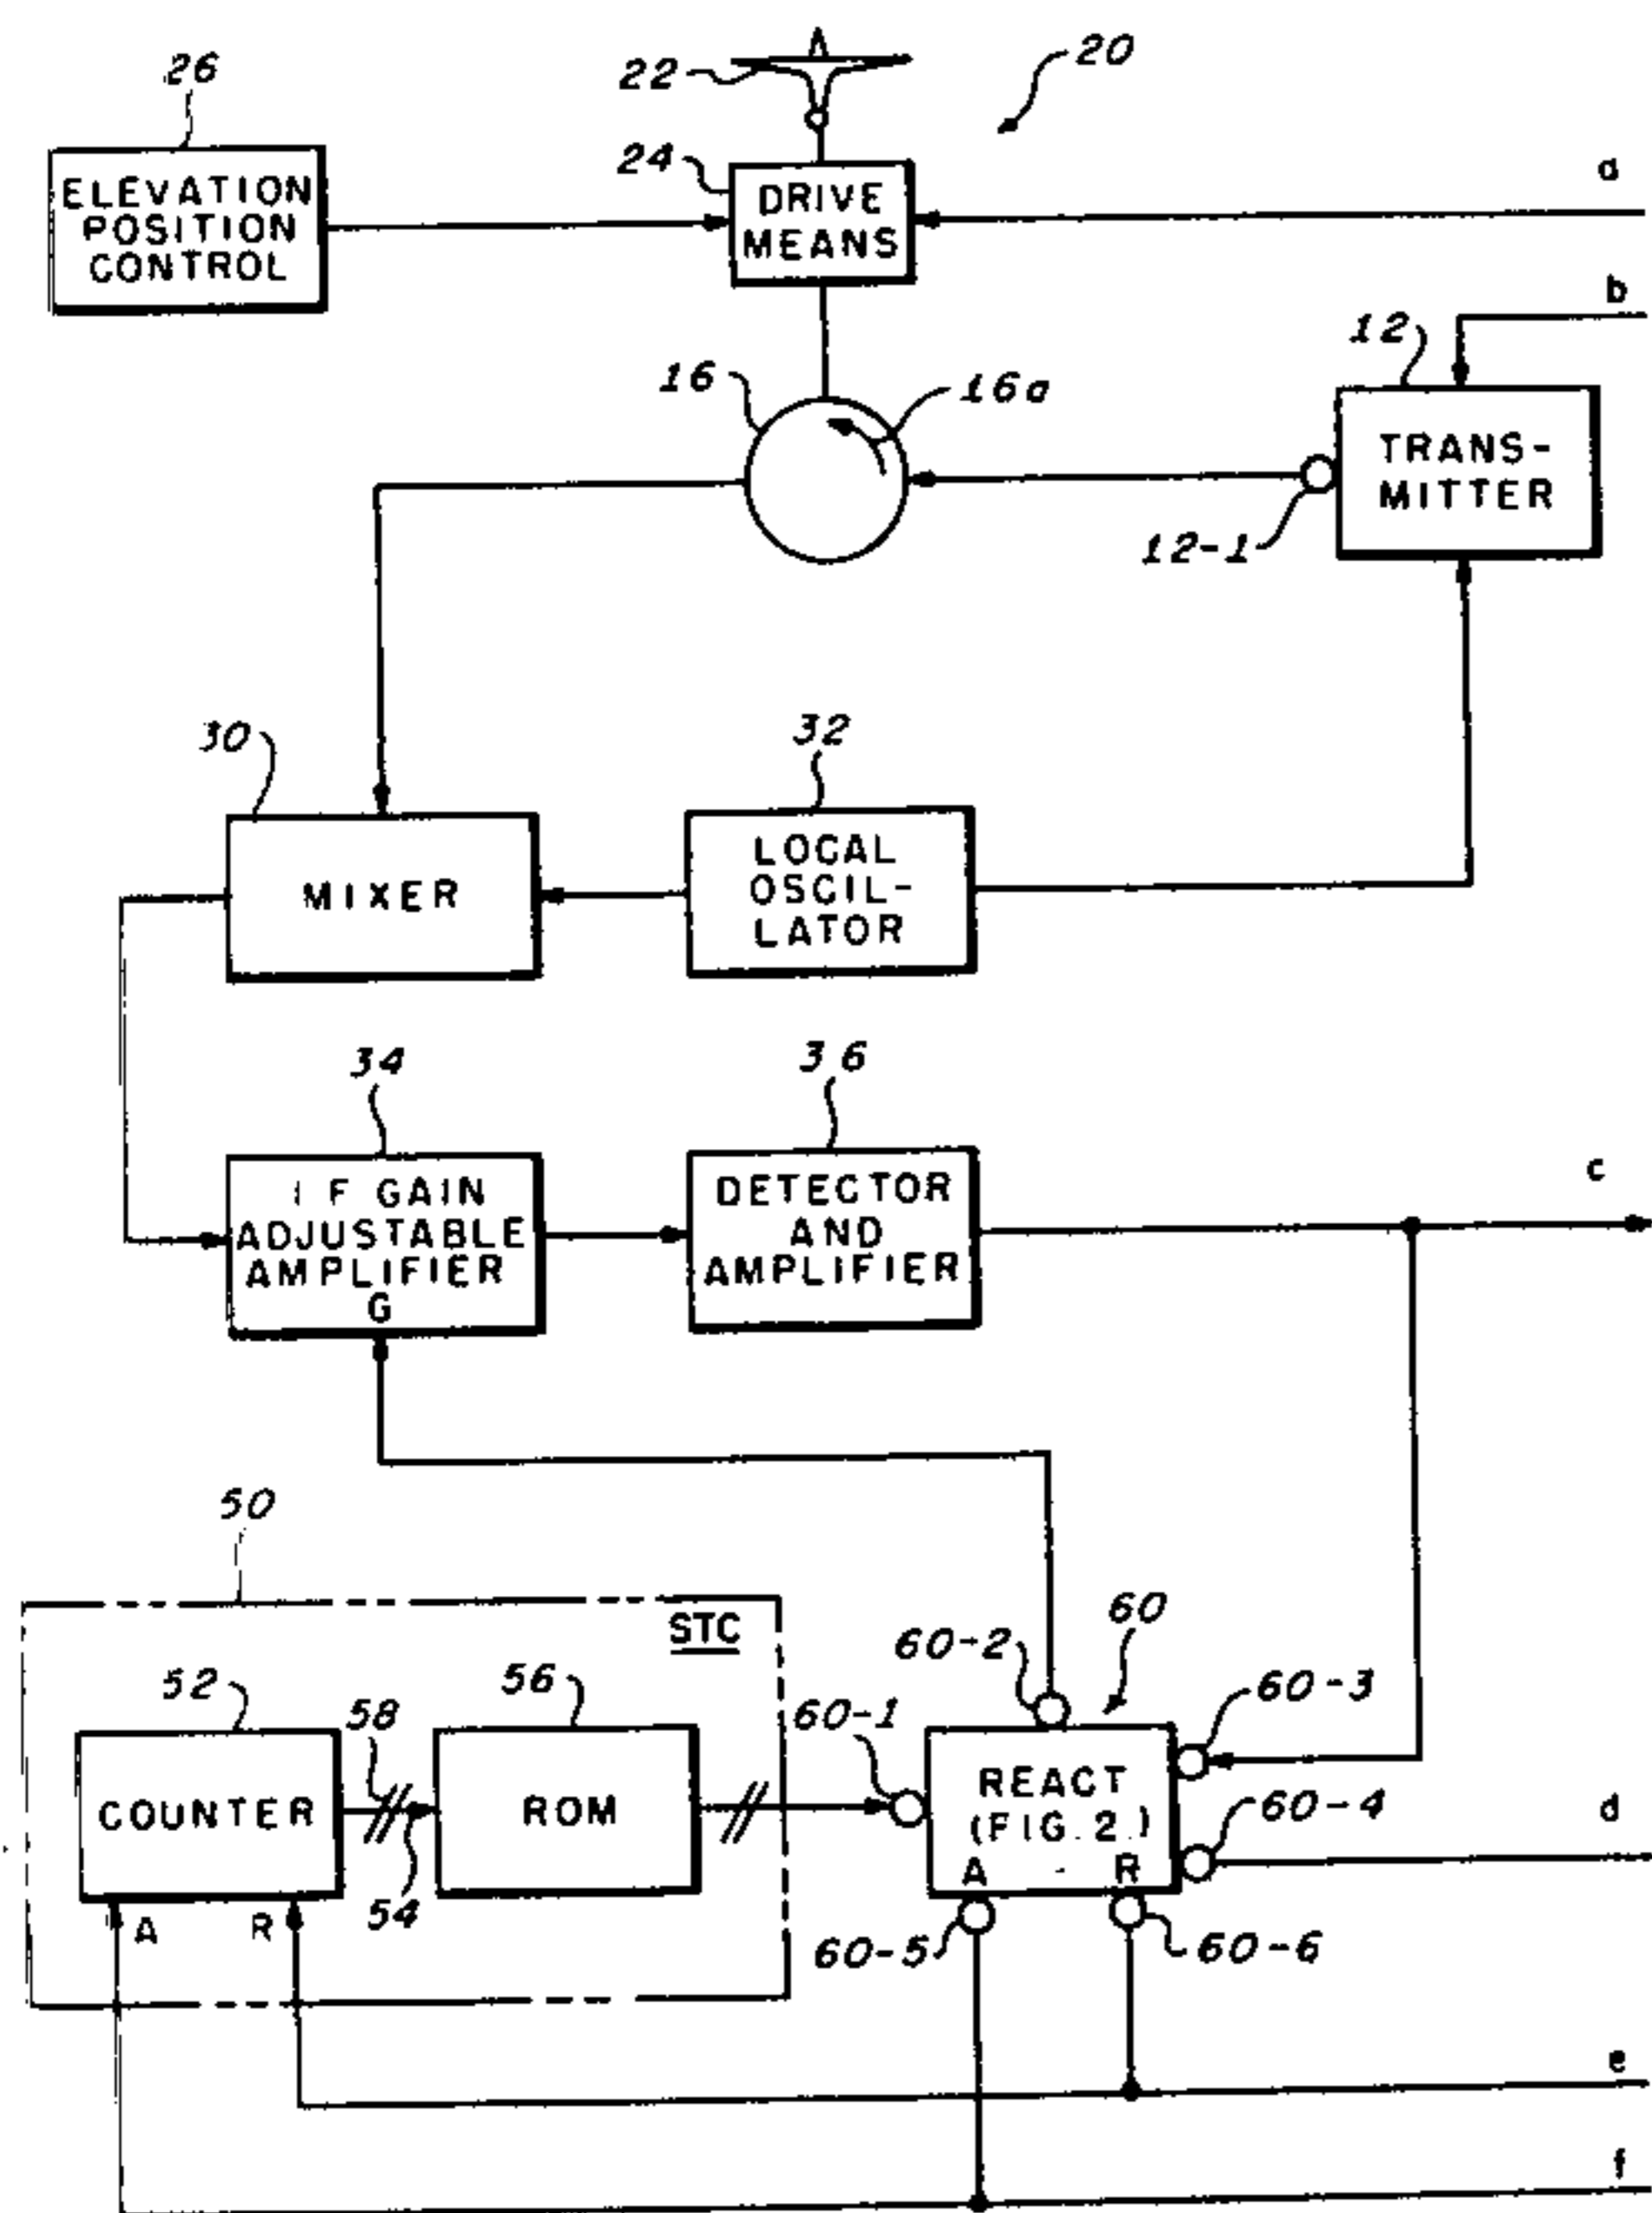 26
22
20
24
ELEVATION
POSITION
CONTROL
DRIVE
MEANS
a
b
12
16
16a
TRANS-
MITTER
12-1
30
32
MIXER
LOCAL
OSCIL-
LATOR
34
36
IF GAIN
ADJUSTABLE
AMPLIFIER
G
DETECTOR
AND
AMPLIFIER
c
50
STC
60-2
60
60-3
52
58
56
60-1
COUNTER
ROM
REACT
(FIG. 2.)
A R
60-4
d
54
A R
60-5
60-6
e
f